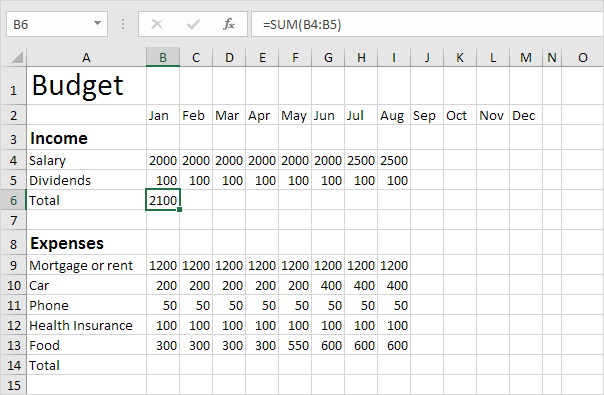 B6 fx =SUM(B4:B5)
A B C D E F G H I J K L M N O
1 Budget
2 Jan Feb Mar Apr May Jun Jul Aug Sep Oct Nov Dec
3 Income
4 Salary 2000 2000 2000 2000 2000 2000 2500 2500
5 Dividends 100 100 100 100 100 100 100 100
6 Total 2100
7
8 Expenses
9 Mortgage or rent 1200 1200 1200 1200 1200 1200 1200 1200
10 Car 200 200 200 200 200 400 400 400
11 Phone 50 50 50 50 50 50 50 50
12 Health Insurance 100 100 100 100 100 100 100 100
13 Food 300 300 300 300 550 600 600 600
14 Total
15